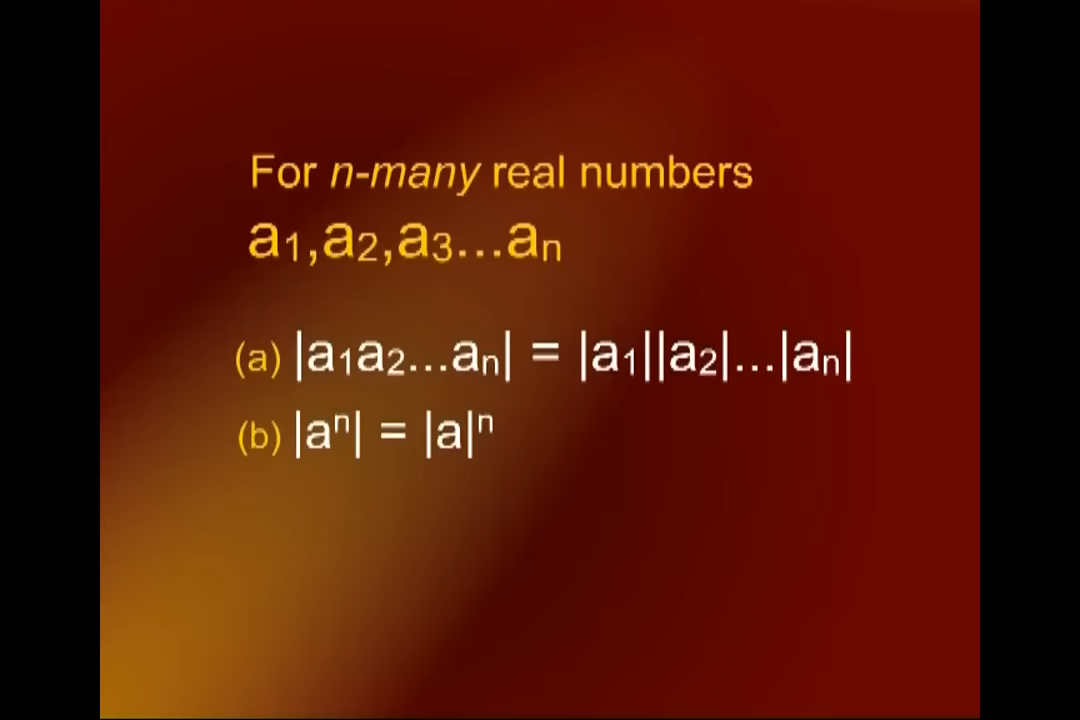 For n-many real numbers
a₁,a₂,a₃...aₙ
(a) |a₁a₂...aₙ| = |a₁||a₂|...|aₙ|
(b) |aⁿ| = |a|ⁿ